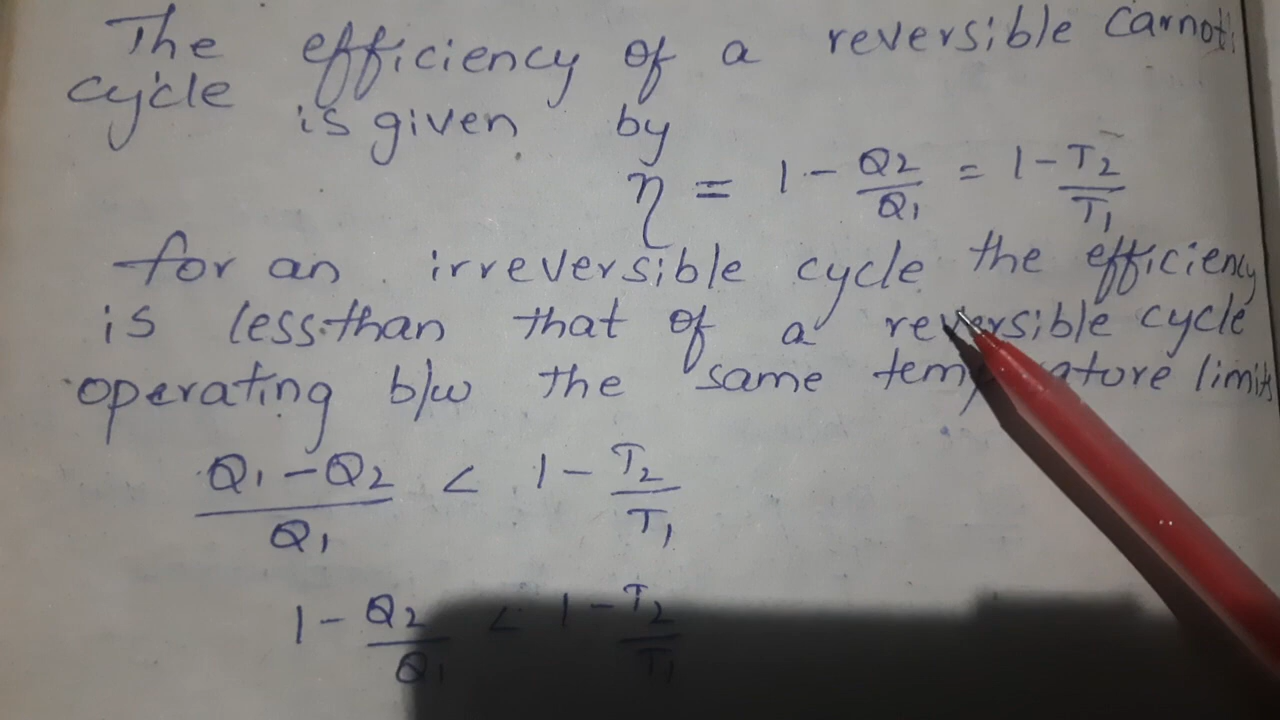 The efficiency of a reversible carnot
cycle is given by
η = 1 - Q2/Q1 = 1 - T2/T1
for an irreversible cycle the efficiency
is less than that of a reversible cycle
operating b/w the same limits
Q1 - Q2/Q1 < 1 - T2/T1
1 - Q2/Q1 < 1 - T2/T1